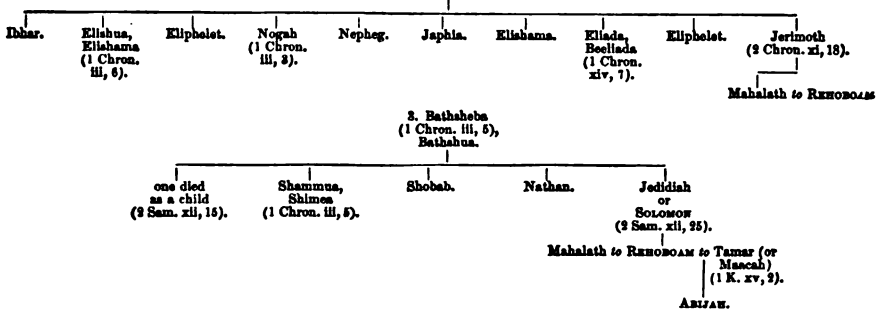 Ibhar. Elishua, Eliphelet. Nogah Nepheg. Japhia. Elishama. Eliada, Eliphelet. Jerimoth
Elishama (1 Chron. Beeliada (2 Chron. xi, 18).
(1 Chron. iii, 3). (1 Chron.
iii, 6). xiv, 7).
Mahalath to REHOBOAM
3. Bathsheba
(1 Chron. iii, 5),
Bathshua.
one died Shammua, Shobab. Nathan. Jedidiah
as a child Shimea or
(2 Sam. xii, 15). (1 Chron. iii, 5). SOLOMON
(2 Sam. xii, 25).
Mahalath to REHOBOAM to Tamar (or
Maacah)
(1 K. xv, 2).
ABIJAH.